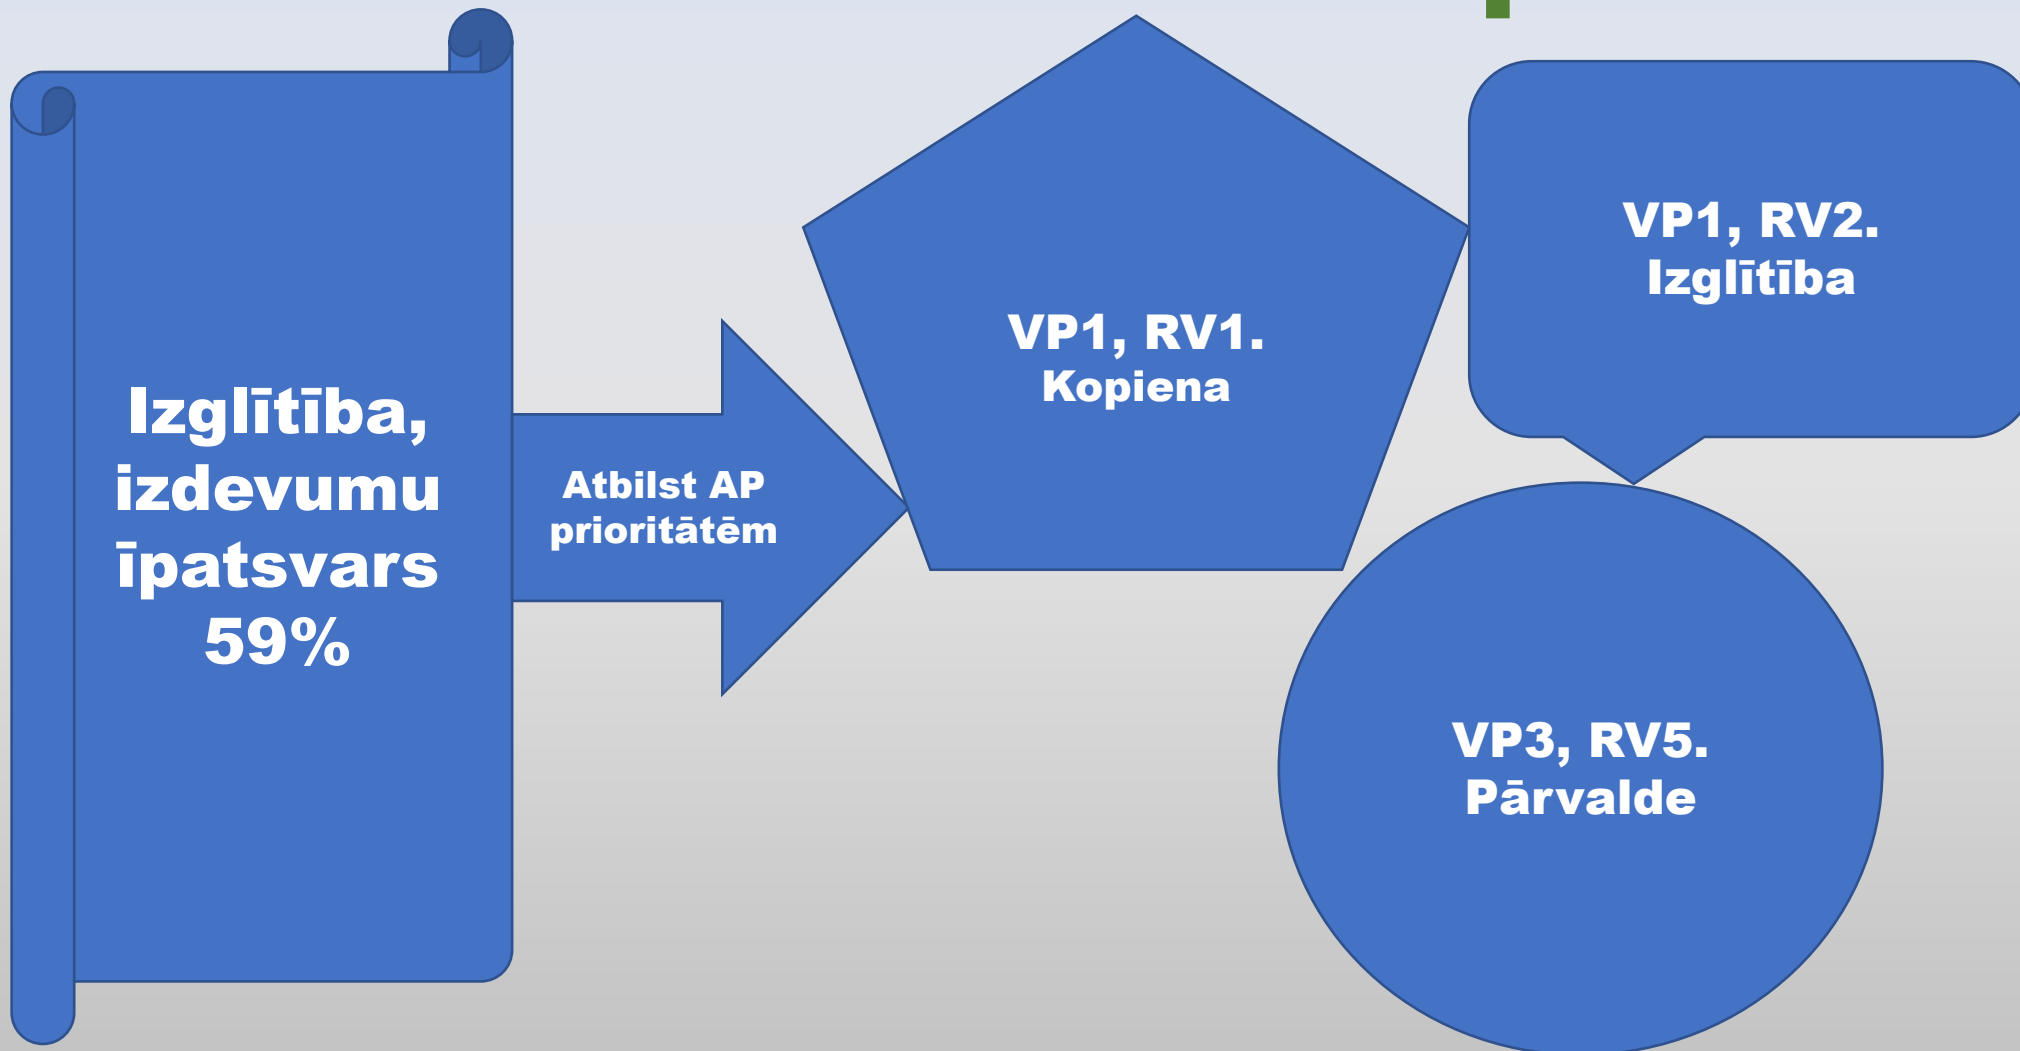 Izglītība,
izdevumu
īpatsvars
59%
Atbilst AP
prioritātēm
VP1, RV1.
Kopiena
VP1, RV2.
Izglītība
VP3, RV5.
Pārvalde